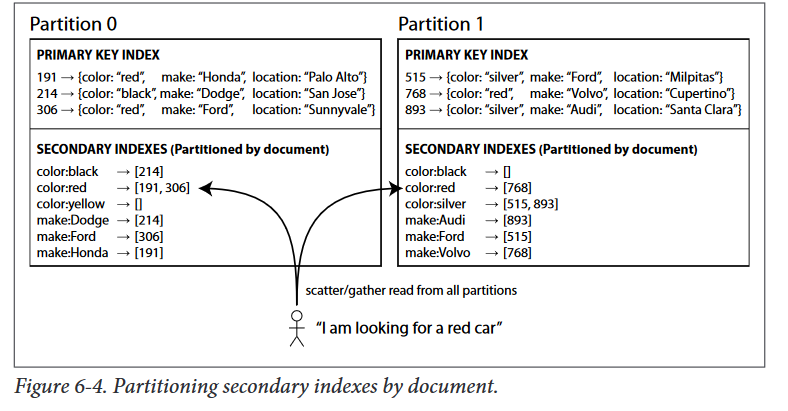 Partition 0
PRIMARY KEY INDEX
191 → {color: “red”, make: “Honda”, location: “Palo Alto”}
214 → {color: “black”, make: “Dodge”, location: “San Jose”}
306 → {color: “red”, make: “Ford”, location: “Sunnyvale”}
SECONDARY INDEXES (Partitioned by document)
color:black → [214]
color:red → [191, 306]
color:yellow → []
make:Dodge → [214]
make:Ford → [306]
make:Honda → [191]
Partition 1
PRIMARY KEY INDEX
515 → {color: “silver”, make: “Ford”, location: “Milpitas”}
768 → {color: “red”, make: “Volvo”, location: “Cupertino”}
893 → {color: “silver”, make: “Audi”, location: “Santa Clara”}
SECONDARY INDEXES (Partitioned by document)
color:black → []
color:red → [768]
color:silver → [515, 893]
make:Audi → [893]
make:Ford → [515]
make:Volvo → [768]
scatter/gather read from all partitions
“I am looking for a red car”
Figure 6-4. Partitioning secondary indexes by document.